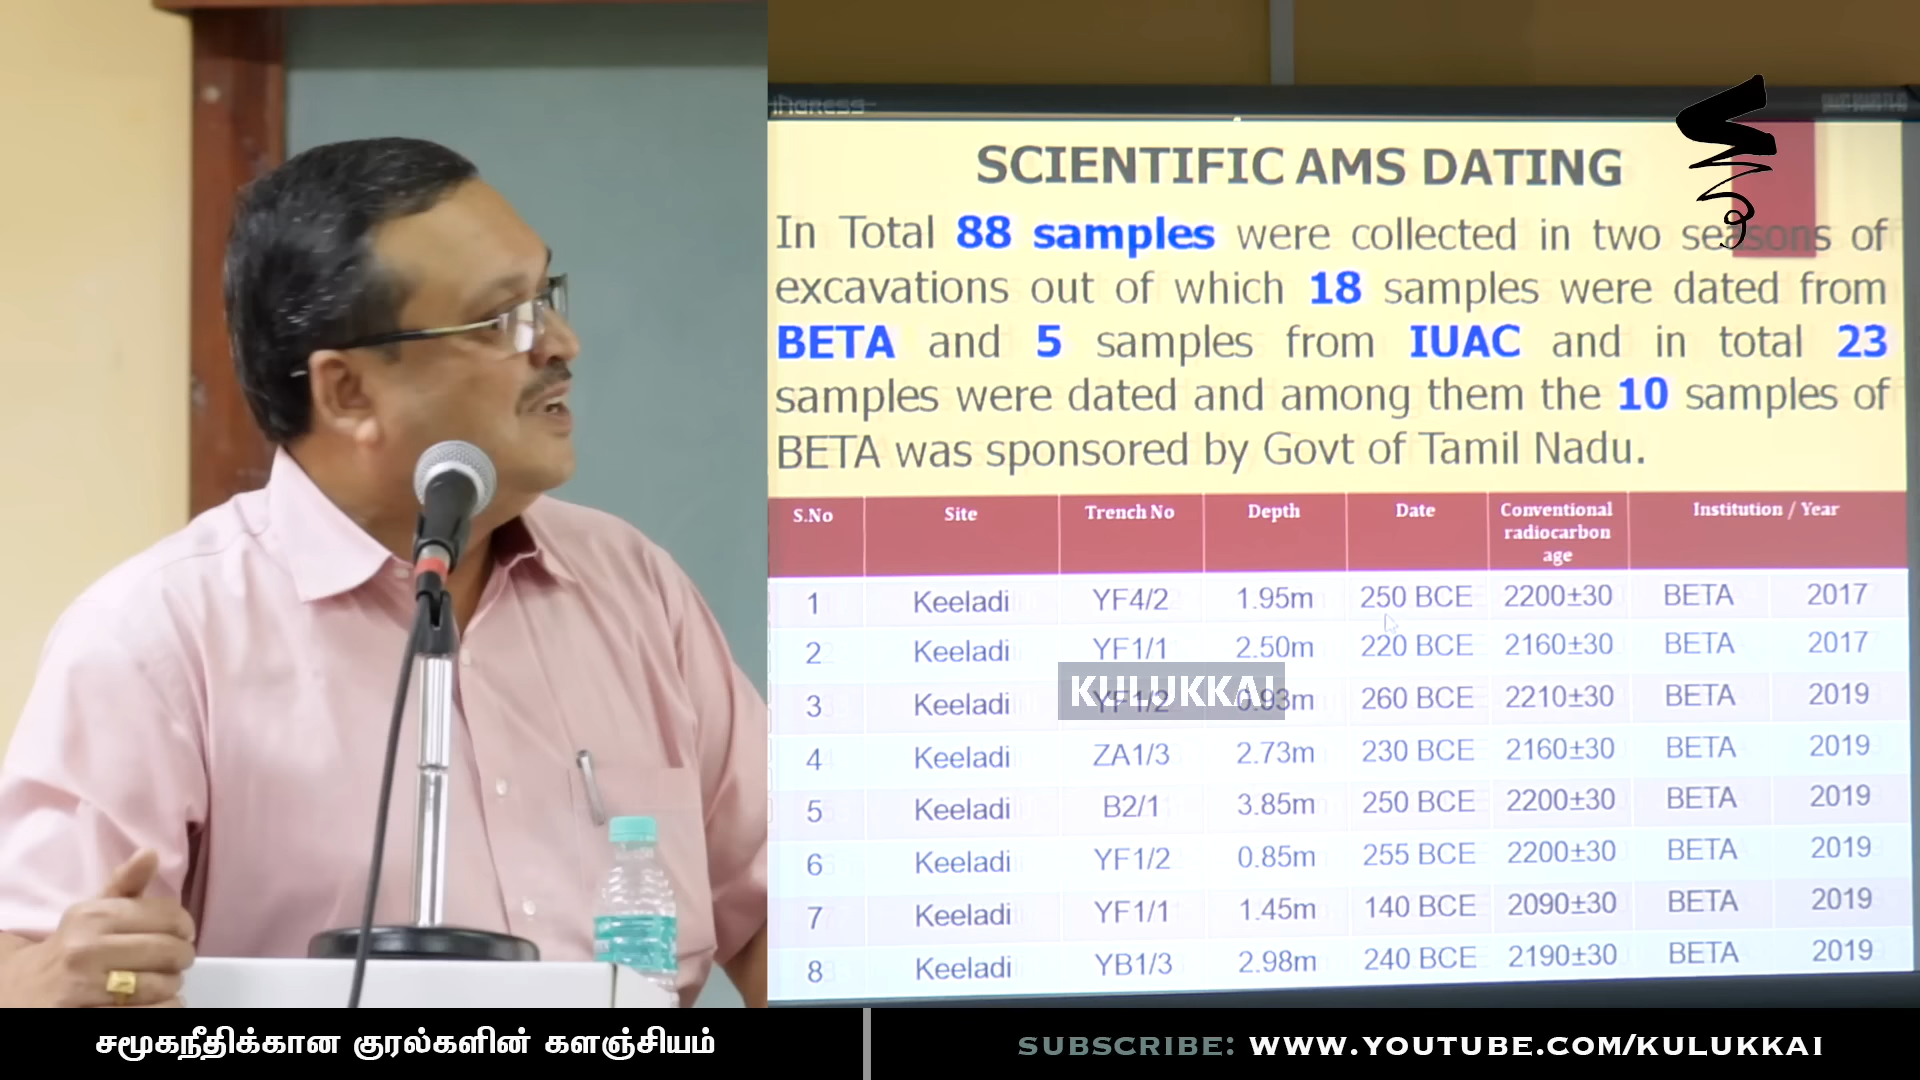 SCIENTIFIC AMS DATING
In Total 88 samples were collected in two seasons of
excavations out of which 18 samples were dated from
BETA and 5 samples from IUAC and in total 23
samples were dated and among them the 10 samples of
BETA was sponsored by Govt of Tamil Nadu.
S.No Site Trench No Depth Date Conventional radiocarbon age Institution / Year
1 Keeladi YF4/2 1.95m 250 BCE 2200±30 BETA 2017
2 Keeladi YF1/1 2.50m 220 BCE 2160±30 BETA 2017
3 Keeladi YF1/2 0.93m 260 BCE 2210±30 BETA 2019
4 Keeladi ZA1/3 2.73m 230 BCE 2160±30 BETA 2019
5 Keeladi B2/1 3.85m 250 BCE 2200±30 BETA 2019
6 Keeladi YF1/2 0.85m 255 BCE 2200±30 BETA 2019
7 Keeladi YF1/1 1.45m 140 BCE 2090±30 BETA 2019
8 Keeladi YB1/3 2.98m 240 BCE 2190±30 BETA 2019
KULUKKAI
சமூகநீதிக்கான குரல்களின் களஞ்சியம்
SUBSCRIBE: WWW.YOUTUBE.COM/KULUKKAI